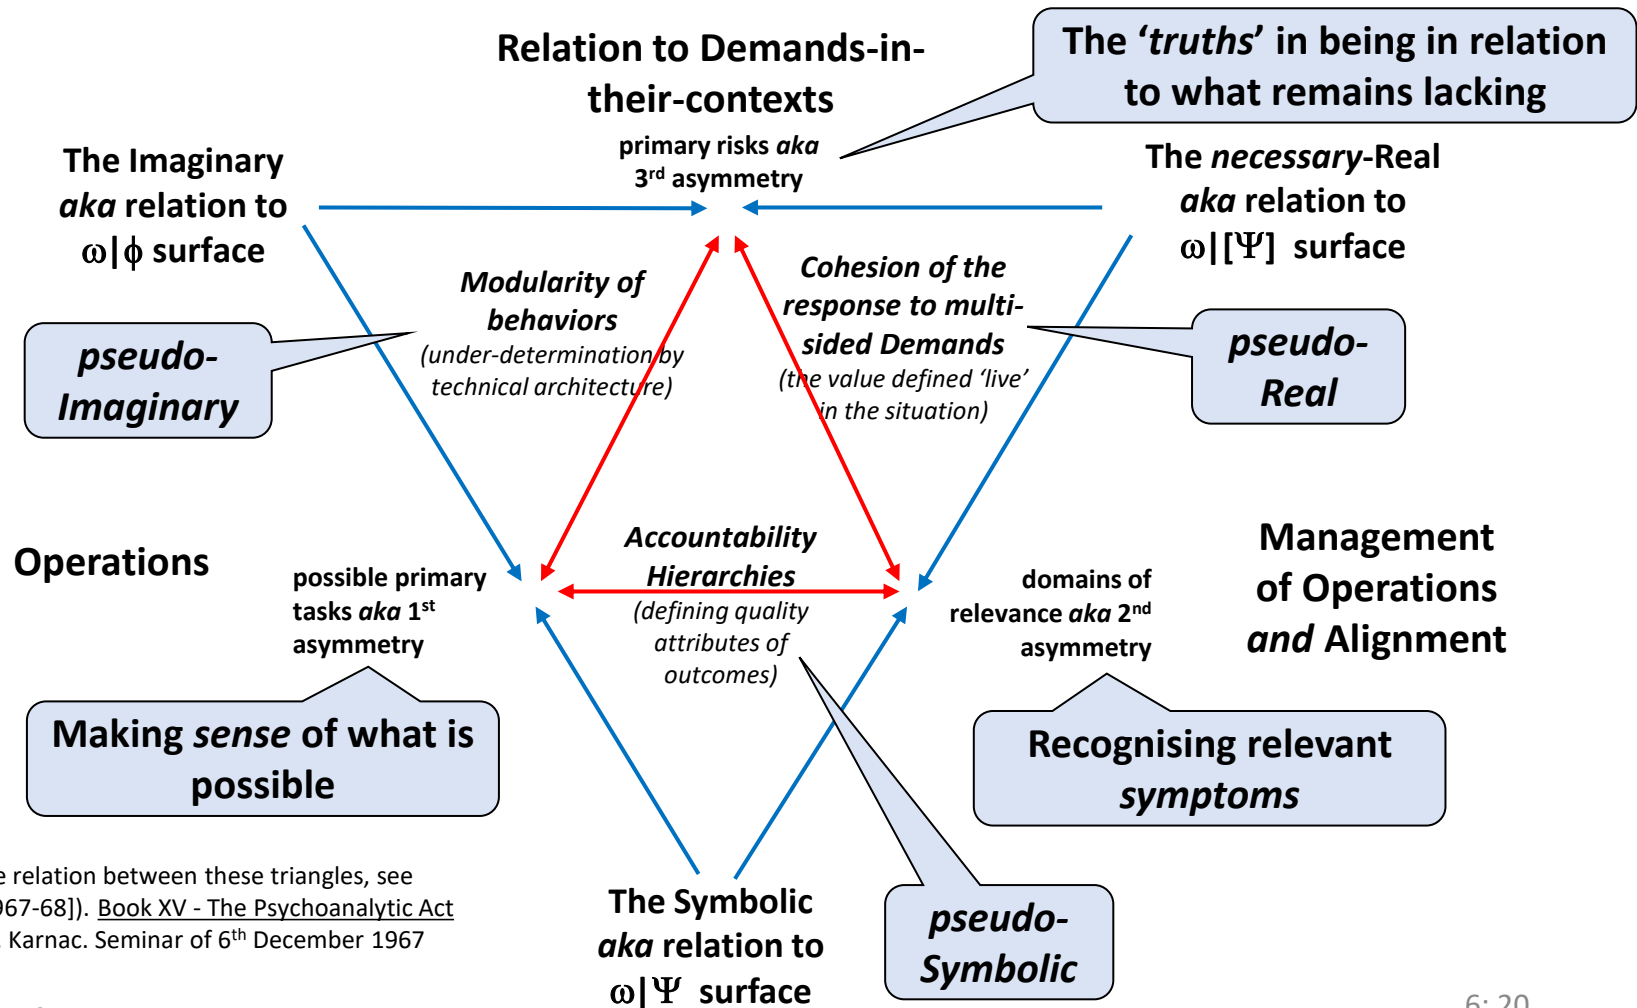 Relation to Demands-in-
their-contexts
primary risks aka
3rd asymmetry
The ‘truths’ in being in relation
to what remains lacking
The Imaginary
aka relation to
ω|ϕ surface
The necessary-Real
aka relation to
ω|[Ψ] surface
Modularity of
behaviors
(under-determination by
technical architecture)
Cohesion of the
response to multi-
sided Demands
(the value defined ‘live’
in the situation)
pseudo-
Imaginary
pseudo-
Real
Operations
possible primary
tasks aka 1st
asymmetry
Accountability
Hierarchies
(defining quality
attributes of
outcomes)
domains of
relevance aka 2nd
asymmetry
Management
of Operations
and Alignment
Making sense of what is
possible
Recognising relevant
symptoms
relation between these triangles, see
967-68]). Book XV - The Psychoanalytic Act
. Karnac. Seminar of 6th December 1967
The Symbolic
aka relation to
ω|Ψ surface
pseudo-
Symbolic
6: 20